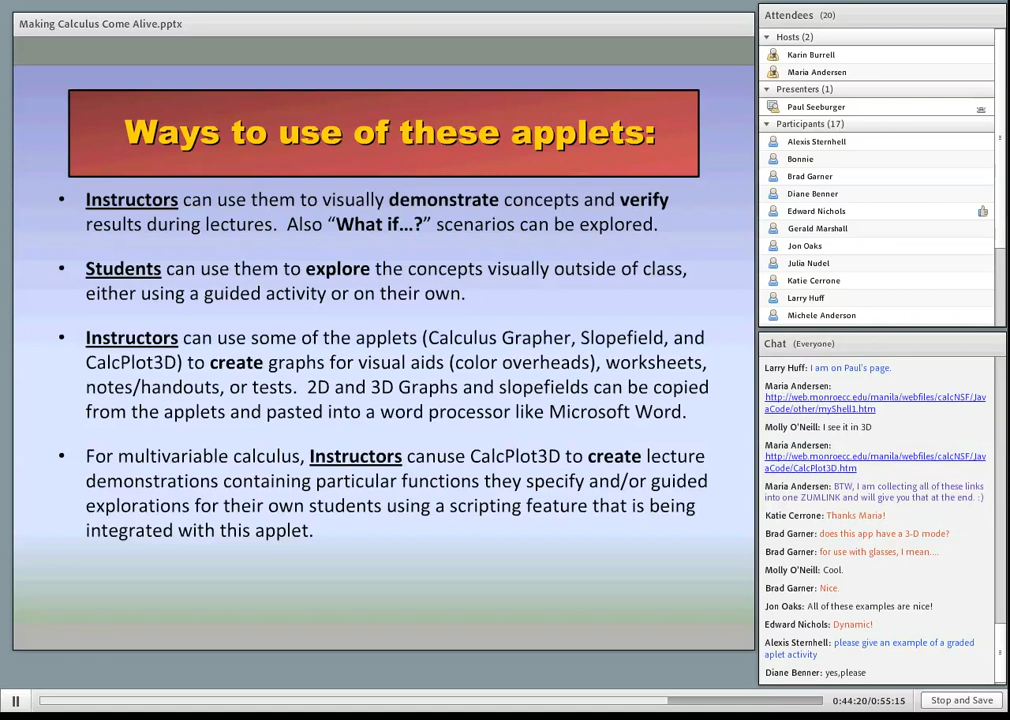 Making Calculus Come Alive.pptx
Ways to use of these applets:
• Instructors can use them to visually demonstrate concepts and verify
results during lectures. Also “What if...?” scenarios can be explored.
• Students can use them to explore the concepts visually outside of class,
either using a guided activity or on their own.
• Instructors can use some of the applets (Calculus Grapher, Slopefield, and
CalcPlot3D) to create graphs for visual aids (color overheads), worksheets,
notes/handouts, or tests. 2D and 3D Graphs and slopefields can be copied
from the applets and pasted into a word processor like Microsoft Word.
• For multivariable calculus, Instructors canuse CalcPlot3D to create lecture
demonstrations containing particular functions they specify and/or guided
explorations for their own students using a scripting feature that is being
integrated with this applet.
Attendees (20)
Hosts (2)
Karin Burrell
Maria Andersen
Presenters (1)
Paul Seeburger
Participants (17)
Alexis Sternhell
Bonnie
Brad Garner
Diane Benner
Edward Nichols
Gerald Marshall
Jon Oaks
Julia Nudel
Katie Cerrone
Larry Huff
Michele Anderson
Chat (Everyone)
Larry Huff: I am on Paul's page.
Maria Andersen:
http://web.monroecc.edu/manila/webfiles/calcNSF/Jav
aCode/other/myShell1.htm
Molly O'Neill: I see it in 3D
Maria Andersen:
http://web.monroecc.edu/manila/webfiles/calcNSF/Jav
aCode/CalcPlot3D.htm
Maria Andersen: BTW, I am collecting all of these links
into one ZUMLINK and will give you that at the end. :)
Katie Cerrone: Thanks Maria!
Brad Garner: does this app have a 3-D mode?
Brad Garner: for use with glasses, I mean....
Molly O'Neill: Cool.
Brad Garner: Nice.
Jon Oaks: All of these examples are nice!
Edward Nichols: Dynamic!
Alexis Sternhell: please give an example of a graded
aplet activity
Diane Benner: yes,please
0:44:20/0:55:15
Stop and Save